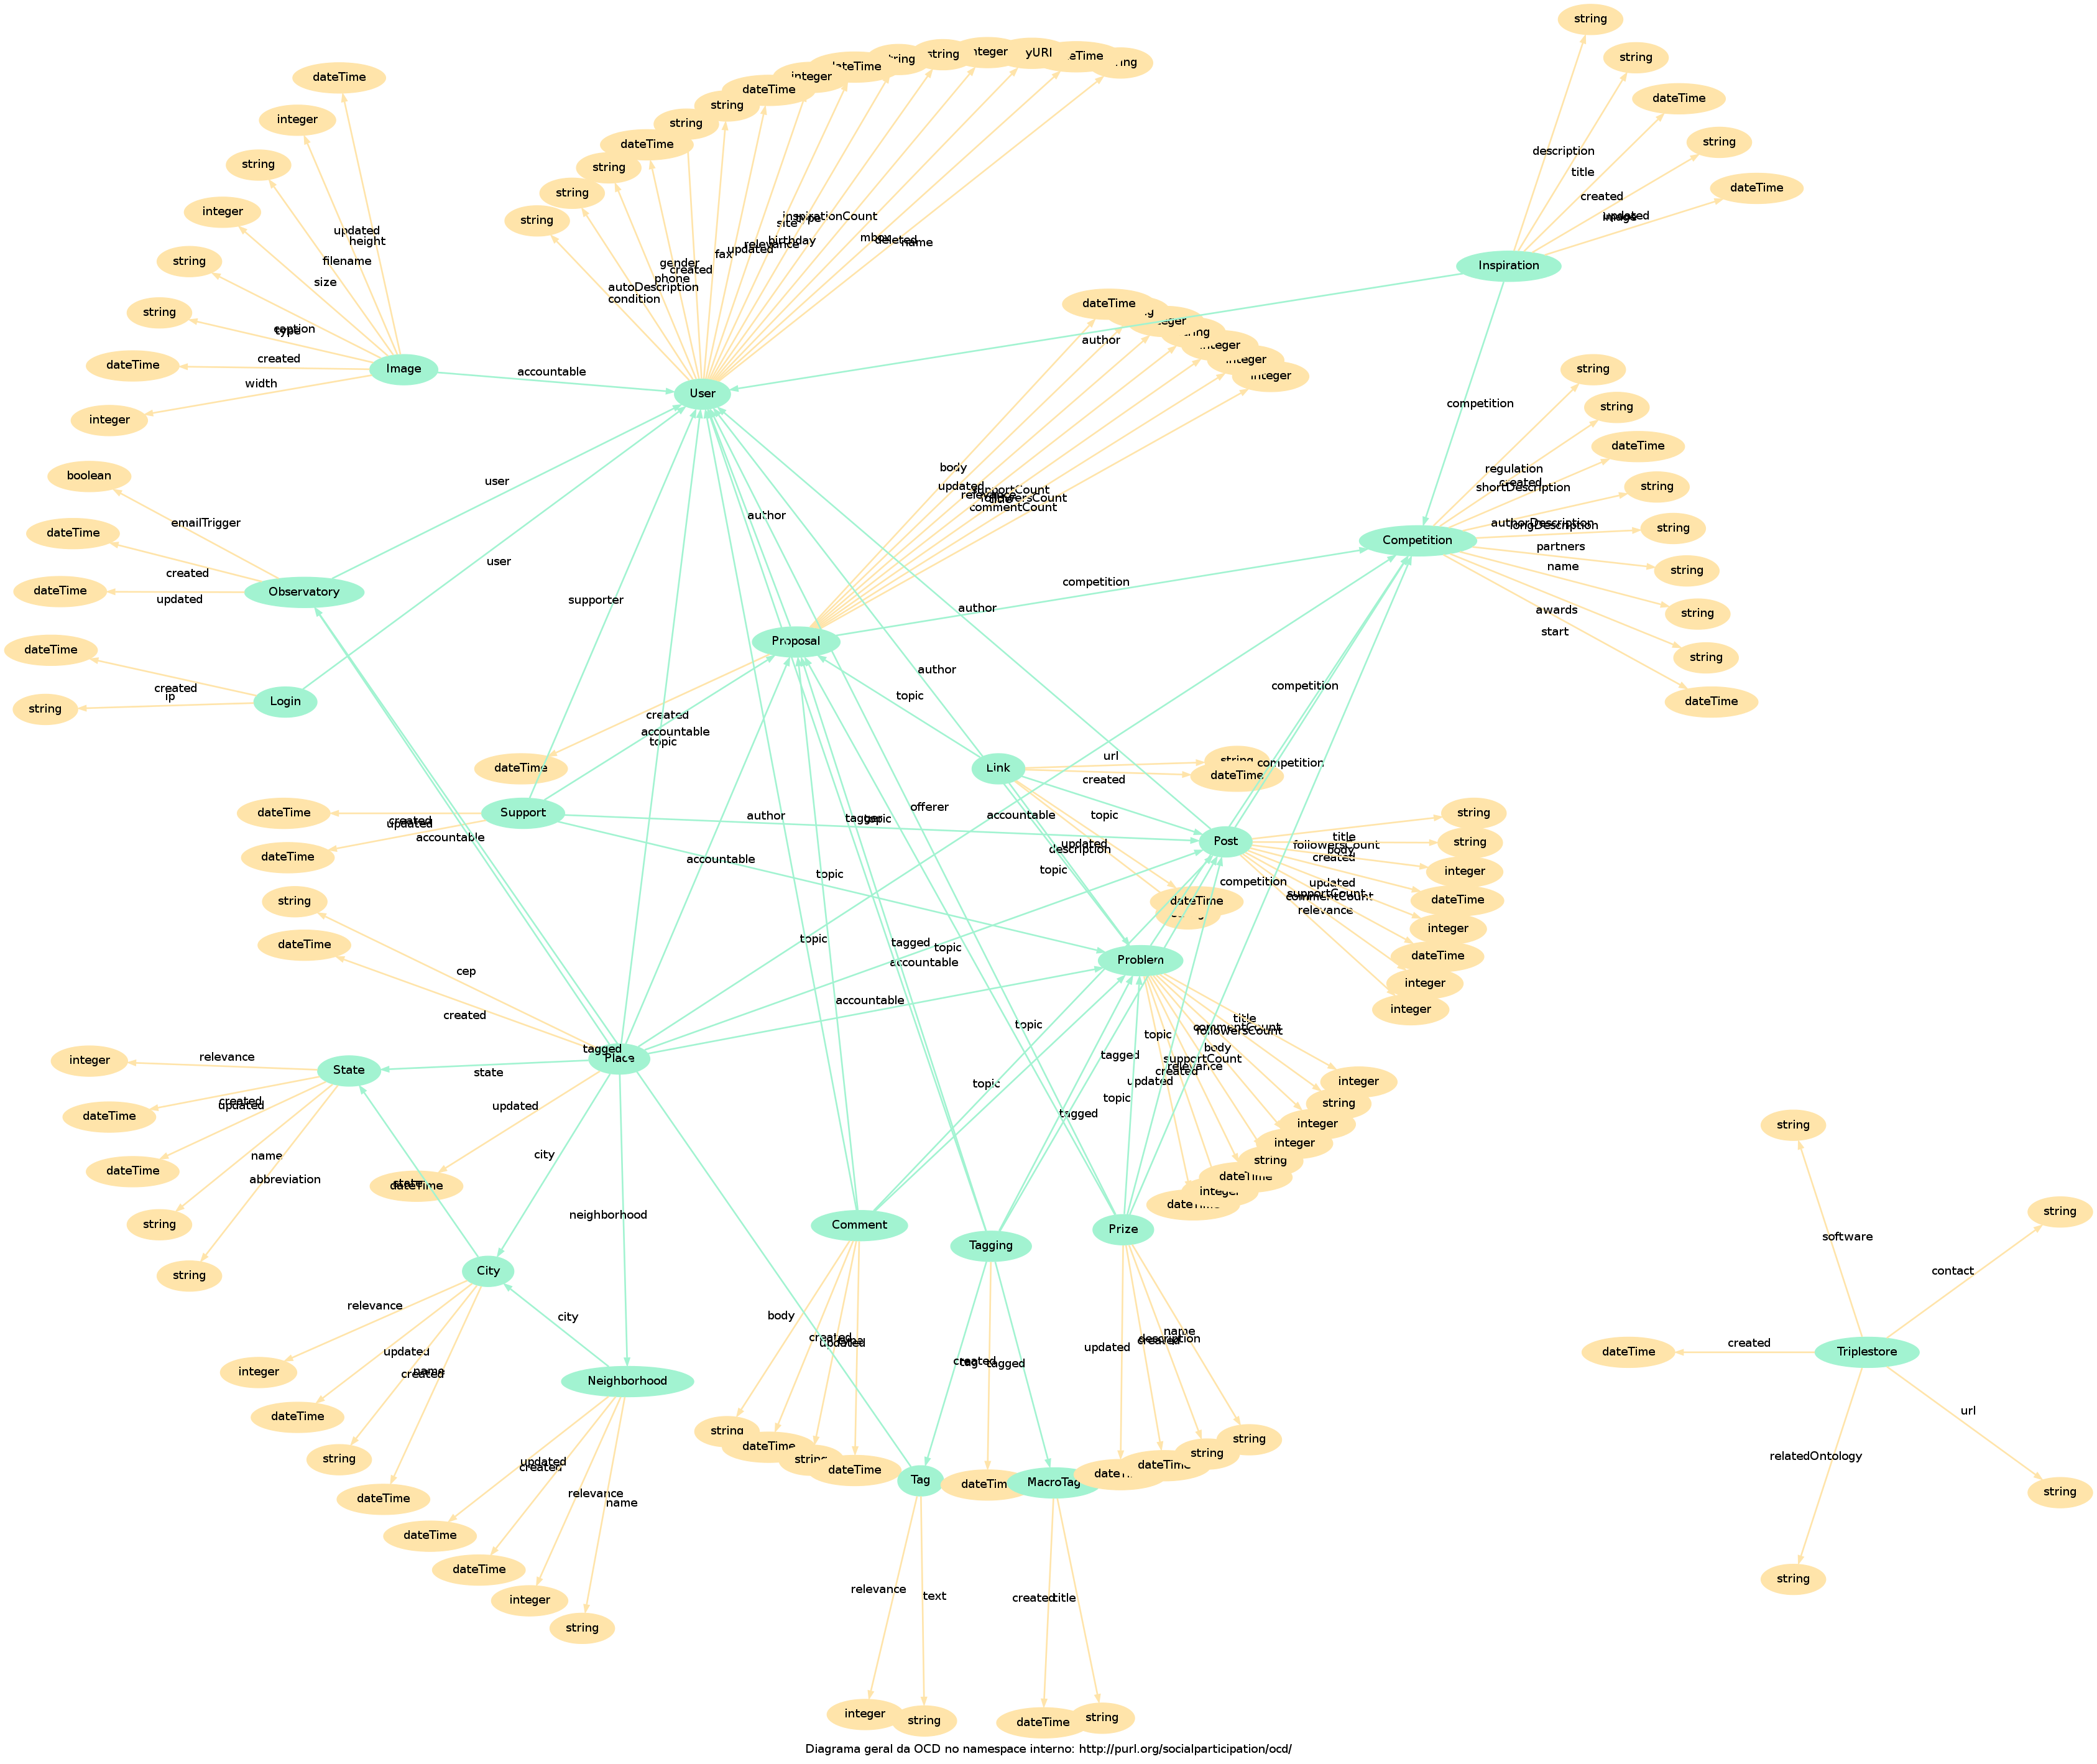 string
string
dateTime
string
dateTime
description
title
created
updated
Inspiration
author
competition
dateTime
integer
string
integer
string
string
dateTime
integer
updated
height
filename
size
caption
type
created
width
Image
accountable
string
string
string
dateTime
string
string
dateTime
integer
dateTime
string
integer
yURI
condition
autoDescription
phone
gender
created
fax
updated
relevance
birthday
site
inspirationCount
mbox
deleted
name
User
dateTime
integer
integer
integer
body
updated
relevance
supportCount
followersCount
commentCount
Proposal
created
dateTime
competition
string
string
dateTime
string
string
string
string
string
dateTime
regulation
created
shortDescription
authorDescription
longDescription
partners
name
awards
start
Competition
boolean
dateTime
dateTime
emailTrigger
created
updated
Observatory
user
dateTime
string
created
ip
Login
user
supporter
author
author
author
Support
dateTime
dateTime
created
updated
accountable
accountable
topic
topic
topic
Link
url
created
string
dateTime
topic
topic
description
updated
dateTime
topic
offerer
accountable
author
tagger
topic
competition
competition
competition
Post
title
followersCount
body
created
updated
supportCount
commentCount
relevance
string
string
integer
dateTime
integer
dateTime
integer
integer
Problem
title
commentCount
followersCount
body
supportCount
relevance
created
updated
integer
string
integer
integer
string
dateTime
integer
dateTime
string
dateTime
cep
created
Place
tagged
state
updated
dateTime
accountable
accountable
accountable
topic
tagged
topic
topic
topic
topic
tagged
tagged
topic
State
relevance
created
updated
name
abbreviation
integer
dateTime
dateTime
string
string
state
city
neighborhood
City
relevance
updated
created
name
integer
dateTime
string
dateTime
city
Neighborhood
updated
created
relevance
name
dateTime
dateTime
integer
string
Comment
body
created
updated
string
dateTime
string
dateTime
Tagging
created
tag
tagged
dateTime
Prize
updated
created
description
name
dateTime
string
string
Tag
MacroTag
relevance
text
created
title
integer
string
dateTime
string
string
string
software
contact
dateTime
created
Triplestore
relatedOntology
url
string
string
Diagrama geral da OCD no namespace interno: http://purl.org/socialparticipation/ocd/